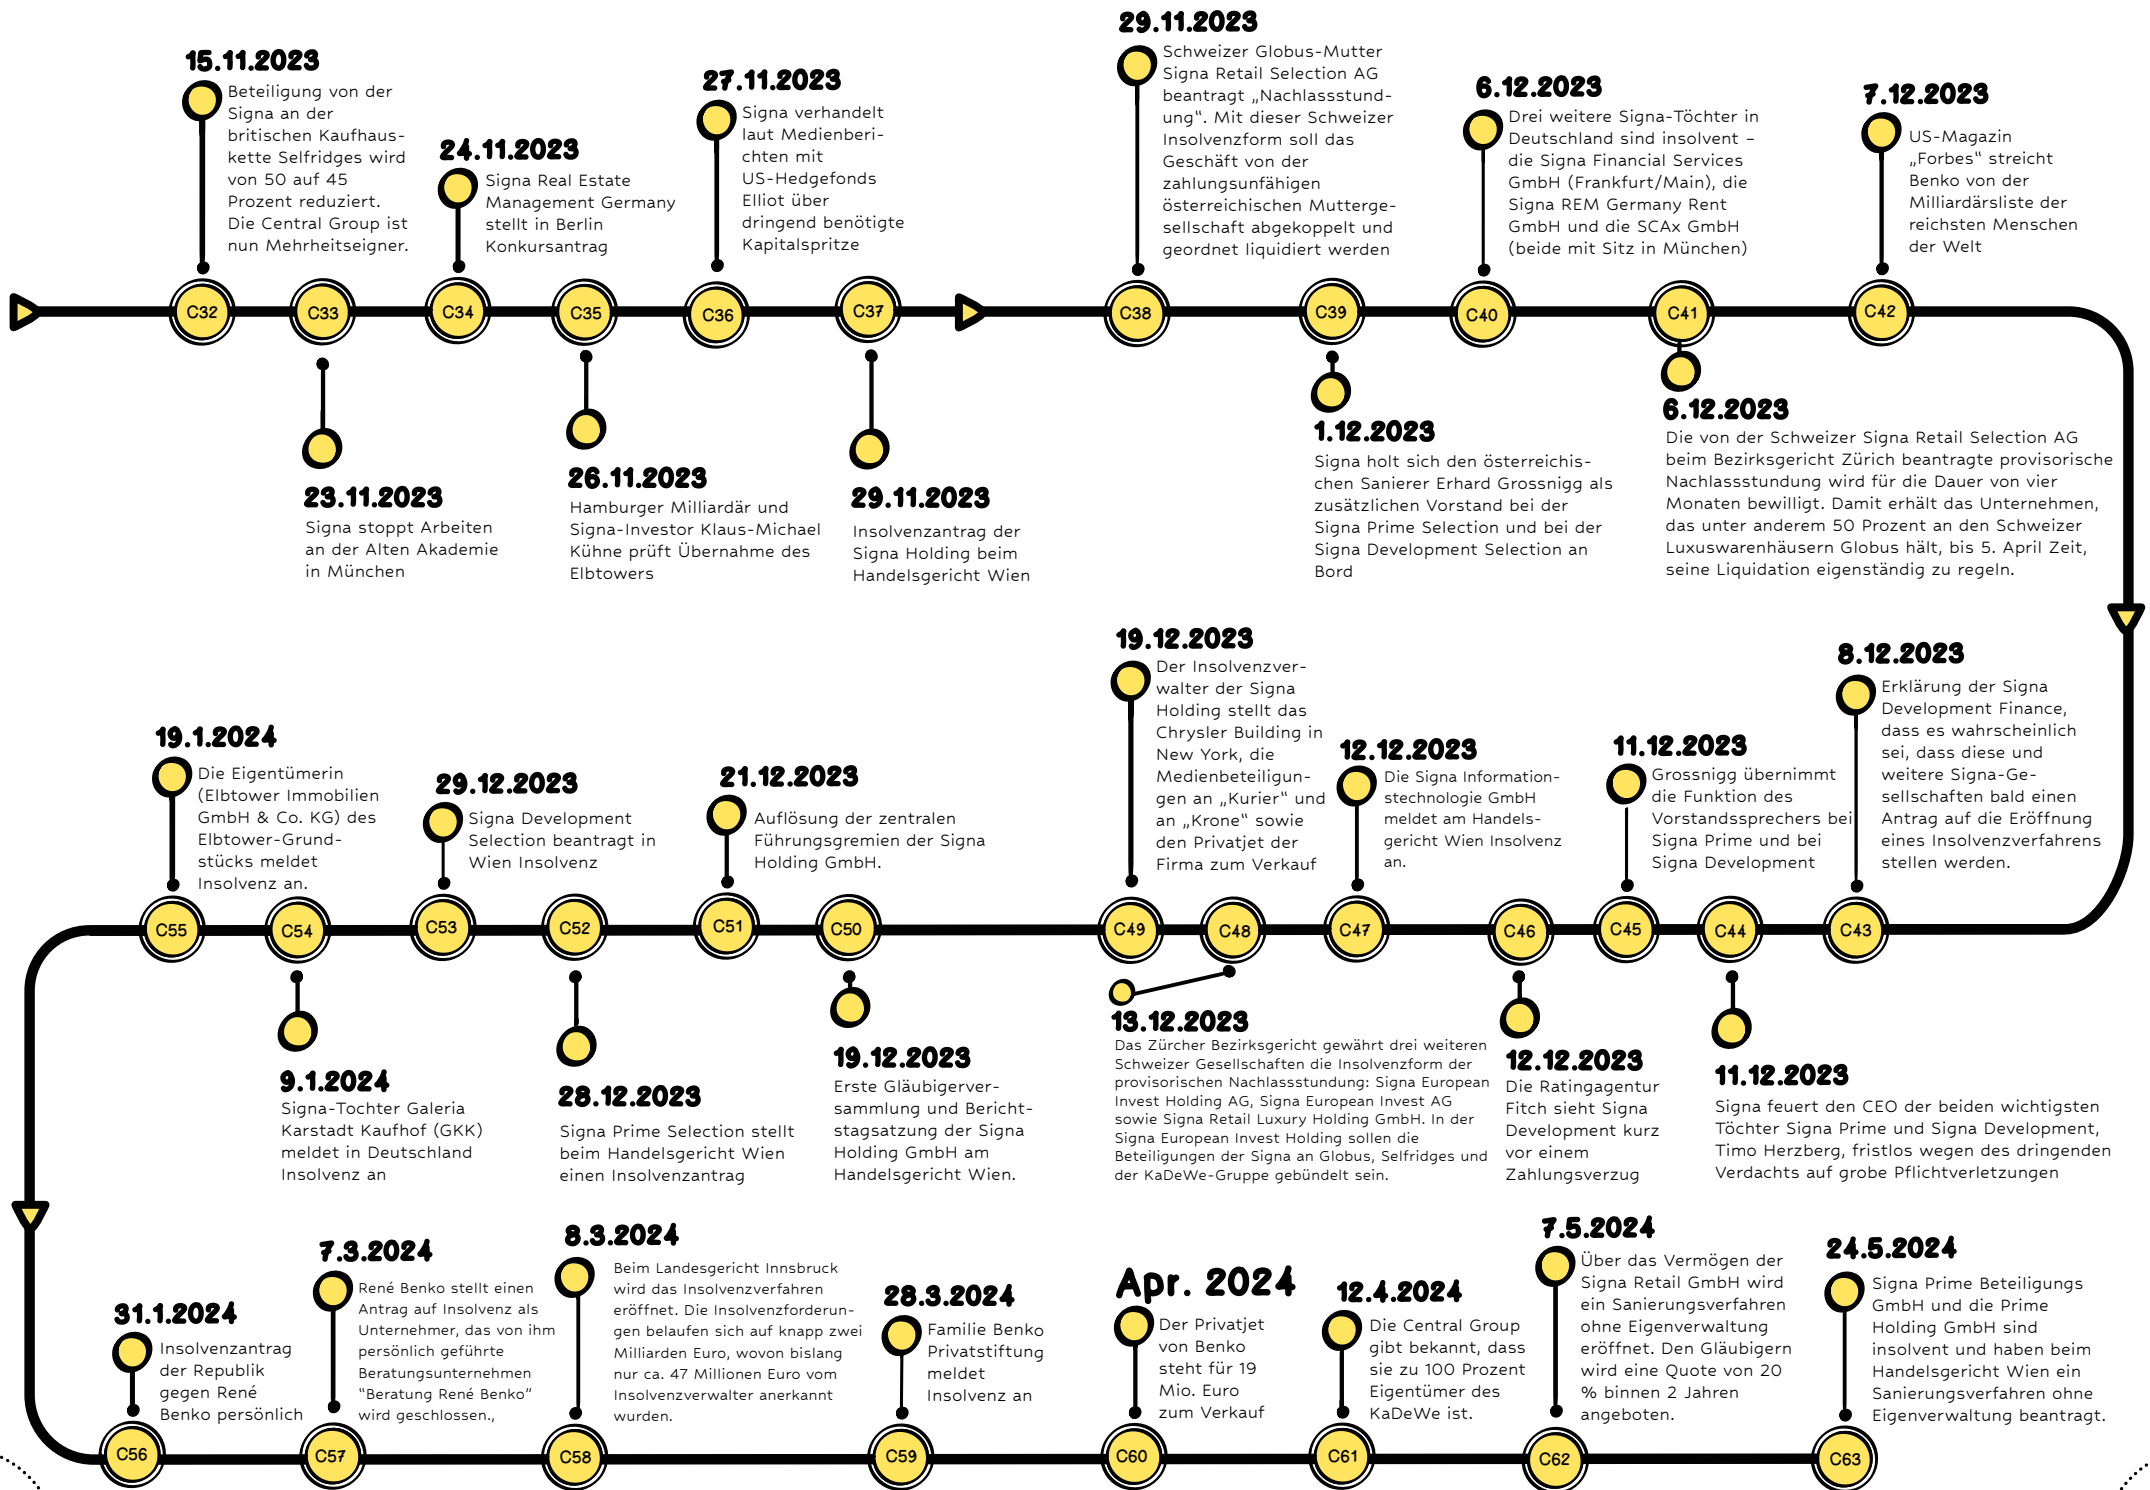 15.11.2023
Beteiligung von der
Signa an der
britischen Kaufhaus-
kette Selfridges wird
von 50 auf 45
Prozent reduziert.
Die Central Group ist
nun Mehrheitseigner.
24.11.2023
Signa Real Estate
Management Germany
stellt in Berlin
Konkursantrag
27.11.2023
Signa verhandelt
laut Medienberi-
chten mit
US-Hedgefonds
Elliot über
dringend benötigte
Kapitalspritze
29.11.2023
Schweizer Globus-Mutter
Signa Retail Selection AG
beantragt „Nachlassstund-
ung“. Mit dieser Schweizer
Insolvenzform soll das
Geschäft von der
zahlungsunfähigen
österreichischen Mutterge-
sellschaft abgekoppelt und
geordnet liquidiert werden
6.12.2023
Drei weitere Signa-Töchter in
Deutschland sind insolvent –
die Signa Financial Services
GmbH (Frankfurt/Main), die
Signa REM Germany Rent
GmbH und die SCAx GmbH
(beide mit Sitz in München)
7.12.2023
US-Magazin
„Forbes“ streicht
Benko von der
Milliardärsliste der
reichsten Menschen
der Welt
C32
C33
C34
C35
C36
C37
C38
C39
C40
C41
C42
23.11.2023
Signa stoppt Arbeiten
an der Alten Akademie
in München
26.11.2023
Hamburger Milliardär und
Signa-Investor Klaus-Michael
Kühne prüft Übernahme des
Elbtowers
29.11.2023
Insolvenzantrag der
Signa Holding beim
Handelsgericht Wien
1.12.2023
Signa holt sich den österreichis-
chen Sanierer Erhard Grossnigg als
zusätzlichen Vorstand bei der
Signa Prime Selection und bei der
Signa Development Selection an
Bord
6.12.2023
Die von der Schweizer Signa Retail Selection AG
beim Bezirksgericht Zürich beantragte provisorische
Nachlassstundung wird für die Dauer von vier
Monaten bewilligt. Damit erhält das Unternehmen,
das unter anderem 50 Prozent an den Schweizer
Luxuswarenhäusern Globus hält, bis 5. April Zeit,
seine Liquidation eigenständig zu regeln.
19.1.2024
Die Eigentümerin
(Elbtower Immobilien
GmbH & Co. KG) des
Elbtower-Grund-
stücks meldet
Insolvenz an.
29.12.2023
Signa Development
Selection beantragt in
Wien Insolvenz
21.12.2023
Auflösung der zentralen
Führungsgremien der Signa
Holding GmbH.
19.12.2023
Der Insolvenzver-
walter der Signa
Holding stellt das
Chrysler Building in
New York, die
Medienbeteiligun-
gen an „Kurier“ und
an „Krone“ sowie
den Privatjet der
Firma zum Verkauf
12.12.2023
Die Signa Information-
stechnologie GmbH
meldet am Handels-
gericht Wien Insolvenz
an.
11.12.2023
Grossnigg übernimmt
die Funktion des
Vorstandssprechers bei
Signa Prime und bei
Signa Development
8.12.2023
Erklärung der Signa
Development Finance,
dass es wahrscheinlich
sei, dass diese und
weitere Signa-Ge-
sellschaften bald einen
Antrag auf die Eröffnung
eines Insolvenzverfahrens
stellen werden.
C55
C54
C53
C52
C51
C50
C49
C48
C47
C46
C45
C44
C43
9.1.2024
Signa-Tochter Galeria
Karstadt Kaufhof (GKK)
meldet in Deutschland
Insolvenz an
28.12.2023
Signa Prime Selection stellt
beim Handelsgericht Wien
einen Insolvenzantrag
19.12.2023
Erste Gläubigerver-
sammlung und Bericht-
stagsatzung der Signa
Holding GmbH am
Handelsgericht Wien.
13.12.2023
Das Zürcher Bezirksgericht gewährt drei weiteren
Schweizer Gesellschaften die Insolvenzform der
provisorischen Nachlassstundung: Signa European
Invest Holding AG, Signa European Invest AG
sowie Signa Retail Luxury Holding GmbH. In der
Signa European Invest Holding sollen die
Beteiligungen der Signa an Globus, Selfridges und
der KaDeWe-Gruppe gebündelt sein.
12.12.2023
Die Ratingagentur
Fitch sieht Signa
Development kurz
vor einem
Zahlungsverzug
11.12.2023
Signa feuert den CEO der beiden wichtigsten
Töchter Signa Prime und Signa Development,
Timo Herzberg, fristlos wegen des dringenden
Verdachts auf grobe Pflichtverletzungen
31.1.2024
Insolvenzantrag
der Republik
gegen René
Benko persönlich
7.3.2024
René Benko stellt einen
Antrag auf Insolvenz als
Unternehmer, das von ihm
persönlich geführte
Beratungsunternehmen
"Beratung René Benko"
wird geschlossen.,
8.3.2024
Beim Landesgericht Innsbruck
wird das Insolvenzverfahren
eröffnet. Die Insolvenzforderun-
gen belaufen sich auf knapp zwei
Milliarden Euro, wovon bislang
nur ca. 47 Millionen Euro vom
Insolvenzverwalter anerkannt
wurden.
28.3.2024
Familie Benko
Privatstiftung
meldet
Insolvenz an
Apr. 2024
Der Privatjet
von Benko
steht für 19
Mio. Euro
zum Verkauf
12.4.2024
Die Central Group
gibt bekannt, dass
sie zu 100 Prozent
Eigentümer des
KaDeWe ist.
7.5.2024
Über das Vermögen der
Signa Retail GmbH wird
ein Sanierungsverfahren
ohne Eigenverwaltung
eröffnet. Den Gläubigern
wird eine Quote von 20
% binnen 2 Jahren
angeboten.
24.5.2024
Signa Prime Beteiligungs
GmbH und die Prime
Holding GmbH sind
insolvent und haben beim
Handelsgericht Wien ein
Sanierungsverfahren ohne
Eigenverwaltung beantragt.
C56
C57
C58
C59
C60
C61
C62
C63